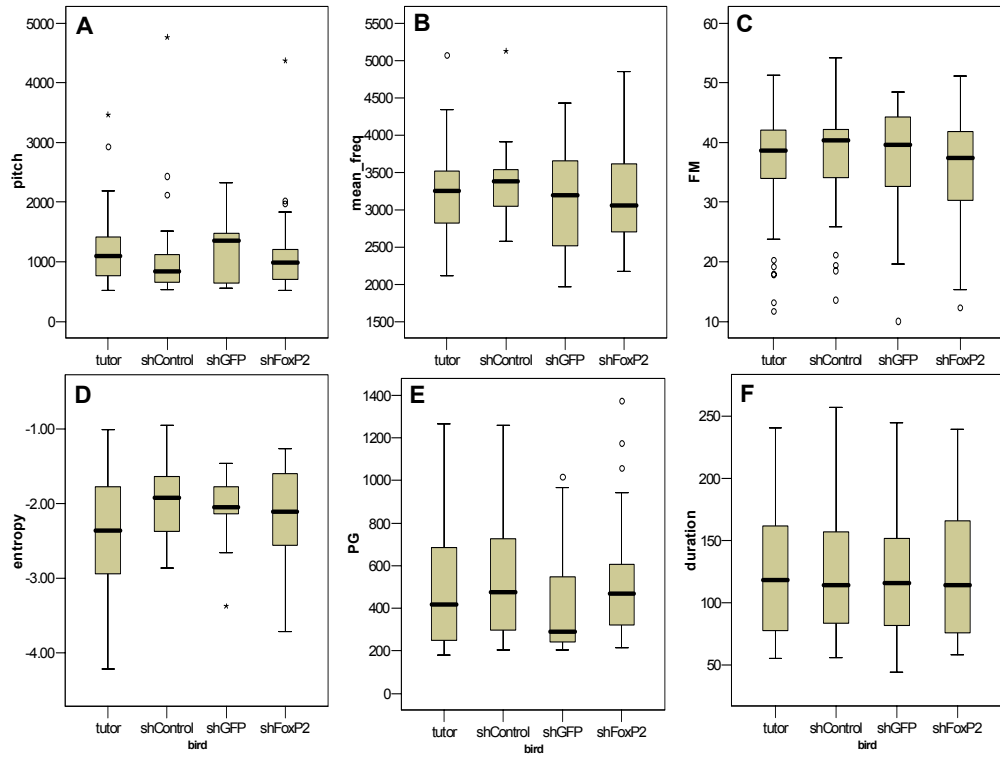 A
pitch
5000
4000
3000
2000
1000
0
tutor shControl shGFP shFoxP2
B
mean_freq
5500
5000
4500
4000
3500
3000
2500
2000
1500
tutor shControl shGFP shFoxP2
C
FM
60
50
40
30
20
10
tutor shControl shGFP shFoxP2
D
entropy
-1.00
-2.00
-3.00
-4.00
tutor shControl shGFP shFoxP2
bird
E
PG
1400
1200
1000
800
600
400
200
0
tutor shControl shGFP shFoxP2
bird
F
duration
250
200
150
100
50
tutor shControl shGFP shFoxP2
bird